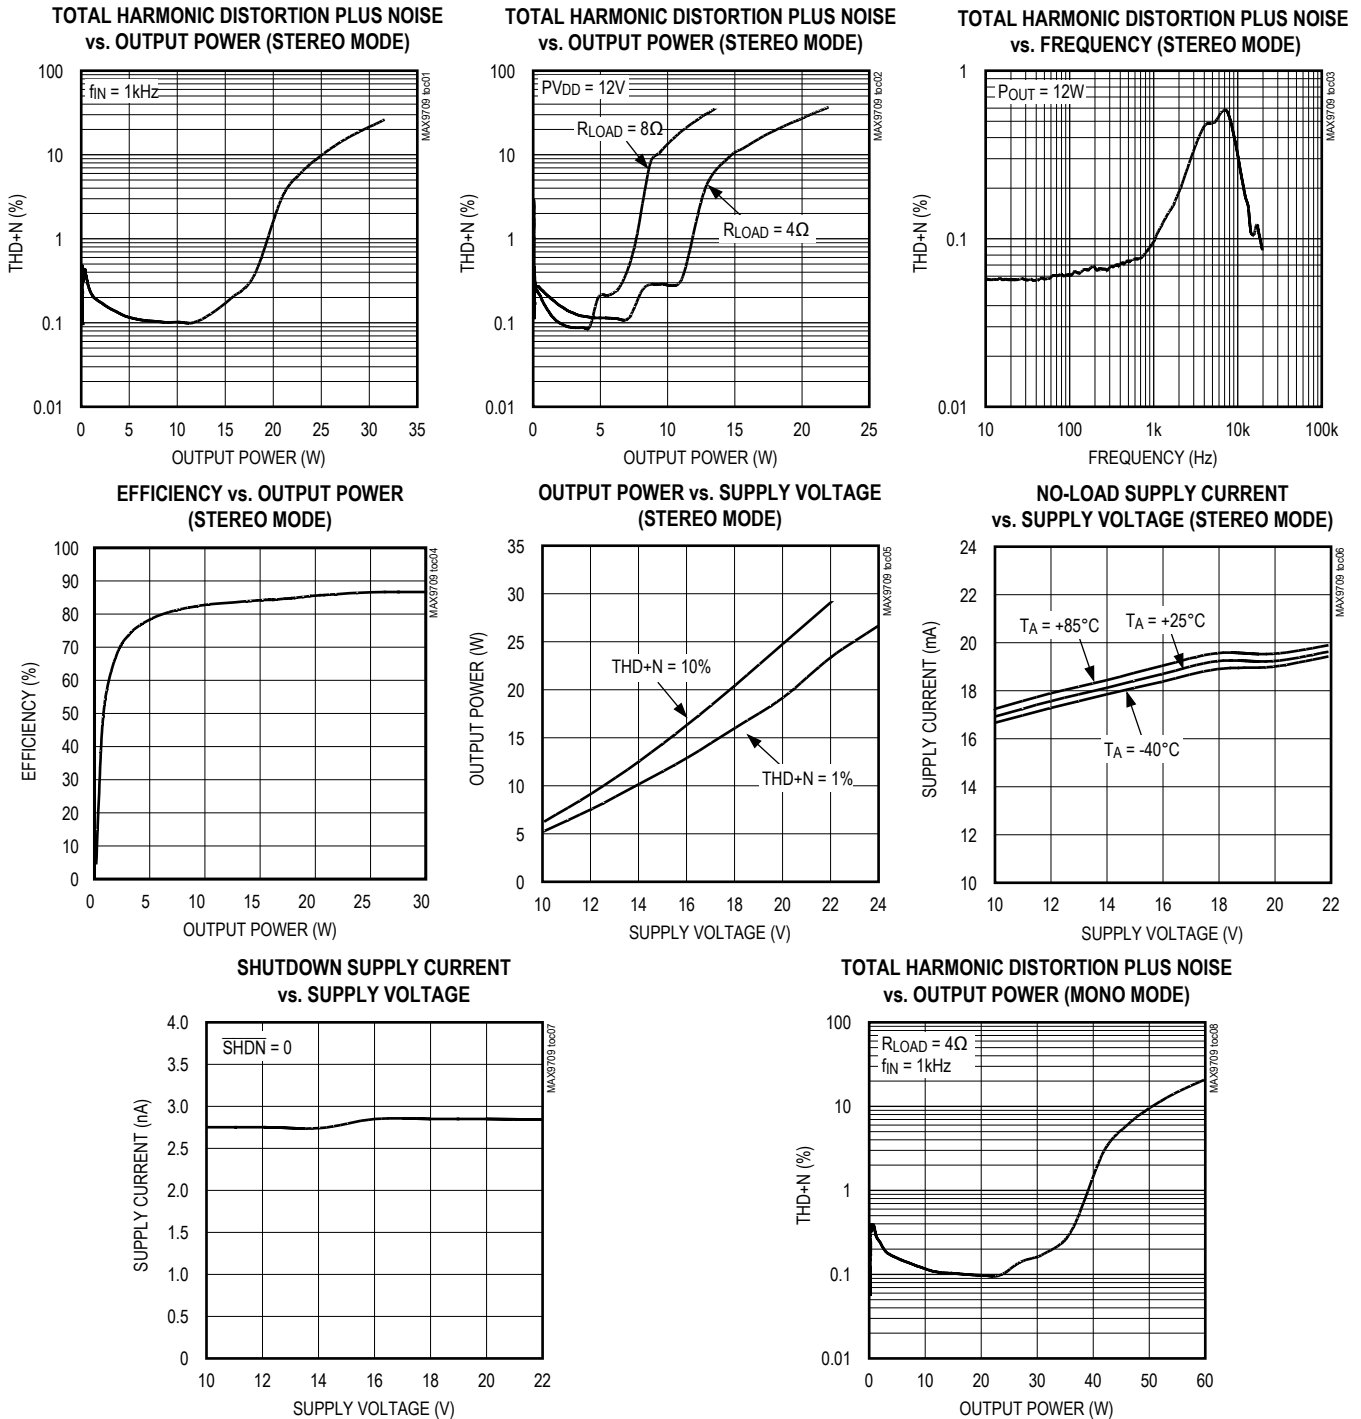 TOTAL HARMONIC DISTORTION PLUS NOISE
vs. OUTPUT POWER (STEREO MODE)
MAX9709 toc01
fIN = 1kHz
THD+N (%)
100
10
1
0.1
0.01
0 5 10 15 20 25 30 35
OUTPUT POWER (W)
TOTAL HARMONIC DISTORTION PLUS NOISE
vs. OUTPUT POWER (STEREO MODE)
MAX9709 toc02
PVDD = 12V
RLOAD = 8Ω
RLOAD = 4Ω
THD+N (%)
100
10
1
0.1
0.01
0 5 10 15 20 25
OUTPUT POWER (W)
TOTAL HARMONIC DISTORTION PLUS NOISE
vs. FREQUENCY (STEREO MODE)
MAX9709 toc03
POUT = 12W
THD+N (%)
1
0.1
0.01
10 100 1k 10k 100k
FREQUENCY (Hz)
EFFICIENCY vs. OUTPUT POWER
(STEREO MODE)
MAX9709 toc04
EFFICIENCY (%)
100
90
80
70
60
50
40
30
20
10
0
0 5 10 15 20 25 30
OUTPUT POWER (W)
OUTPUT POWER vs. SUPPLY VOLTAGE
(STEREO MODE)
MAX9709 toc05
THD+N = 10%
THD+N = 1%
OUTPUT POWER (W)
35
30
25
20
15
10
5
0
10 12 14 16 18 20 22 24
SUPPLY VOLTAGE (V)
NO-LOAD SUPPLY CURRENT
vs. SUPPLY VOLTAGE (STEREO MODE)
MAX9709 toc06
TA = +85°C
TA = +25°C
TA = -40°C
SUPPLY CURRENT (mA)
24
22
20
18
16
14
12
10
10 12 14 16 18 20 22
SUPPLY VOLTAGE (V)
SHUTDOWN SUPPLY CURRENT
vs. SUPPLY VOLTAGE
MAX9709 toc07
SHDN = 0
SUPPLY CURRENT (nA)
4.0
3.5
3.0
2.5
2.0
1.5
1.0
0.5
0
10 12 14 16 18 20 22
SUPPLY VOLTAGE (V)
TOTAL HARMONIC DISTORTION PLUS NOISE
vs. OUTPUT POWER (MONO MODE)
MAX9709 toc08
RLOAD = 4Ω
fIN = 1kHz
THD+N (%)
100
10
1
0.1
0.01
0 10 20 30 40 50 60
OUTPUT POWER (W)